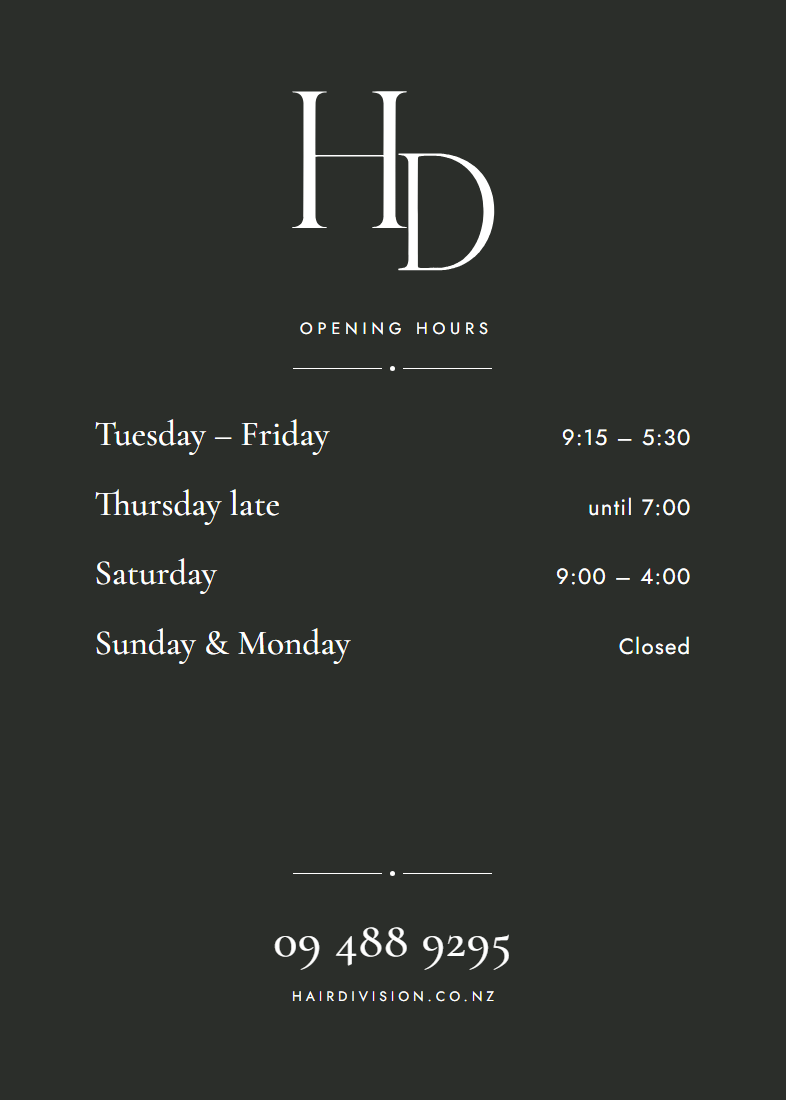 HD
OPENING HOURS
Tuesday – Friday 9:15 – 5:30
Thursday late until 7:00
Saturday 9:00 – 4:00
Sunday & Monday Closed
09 488 9295
HAIRDIVISION.CO.NZ